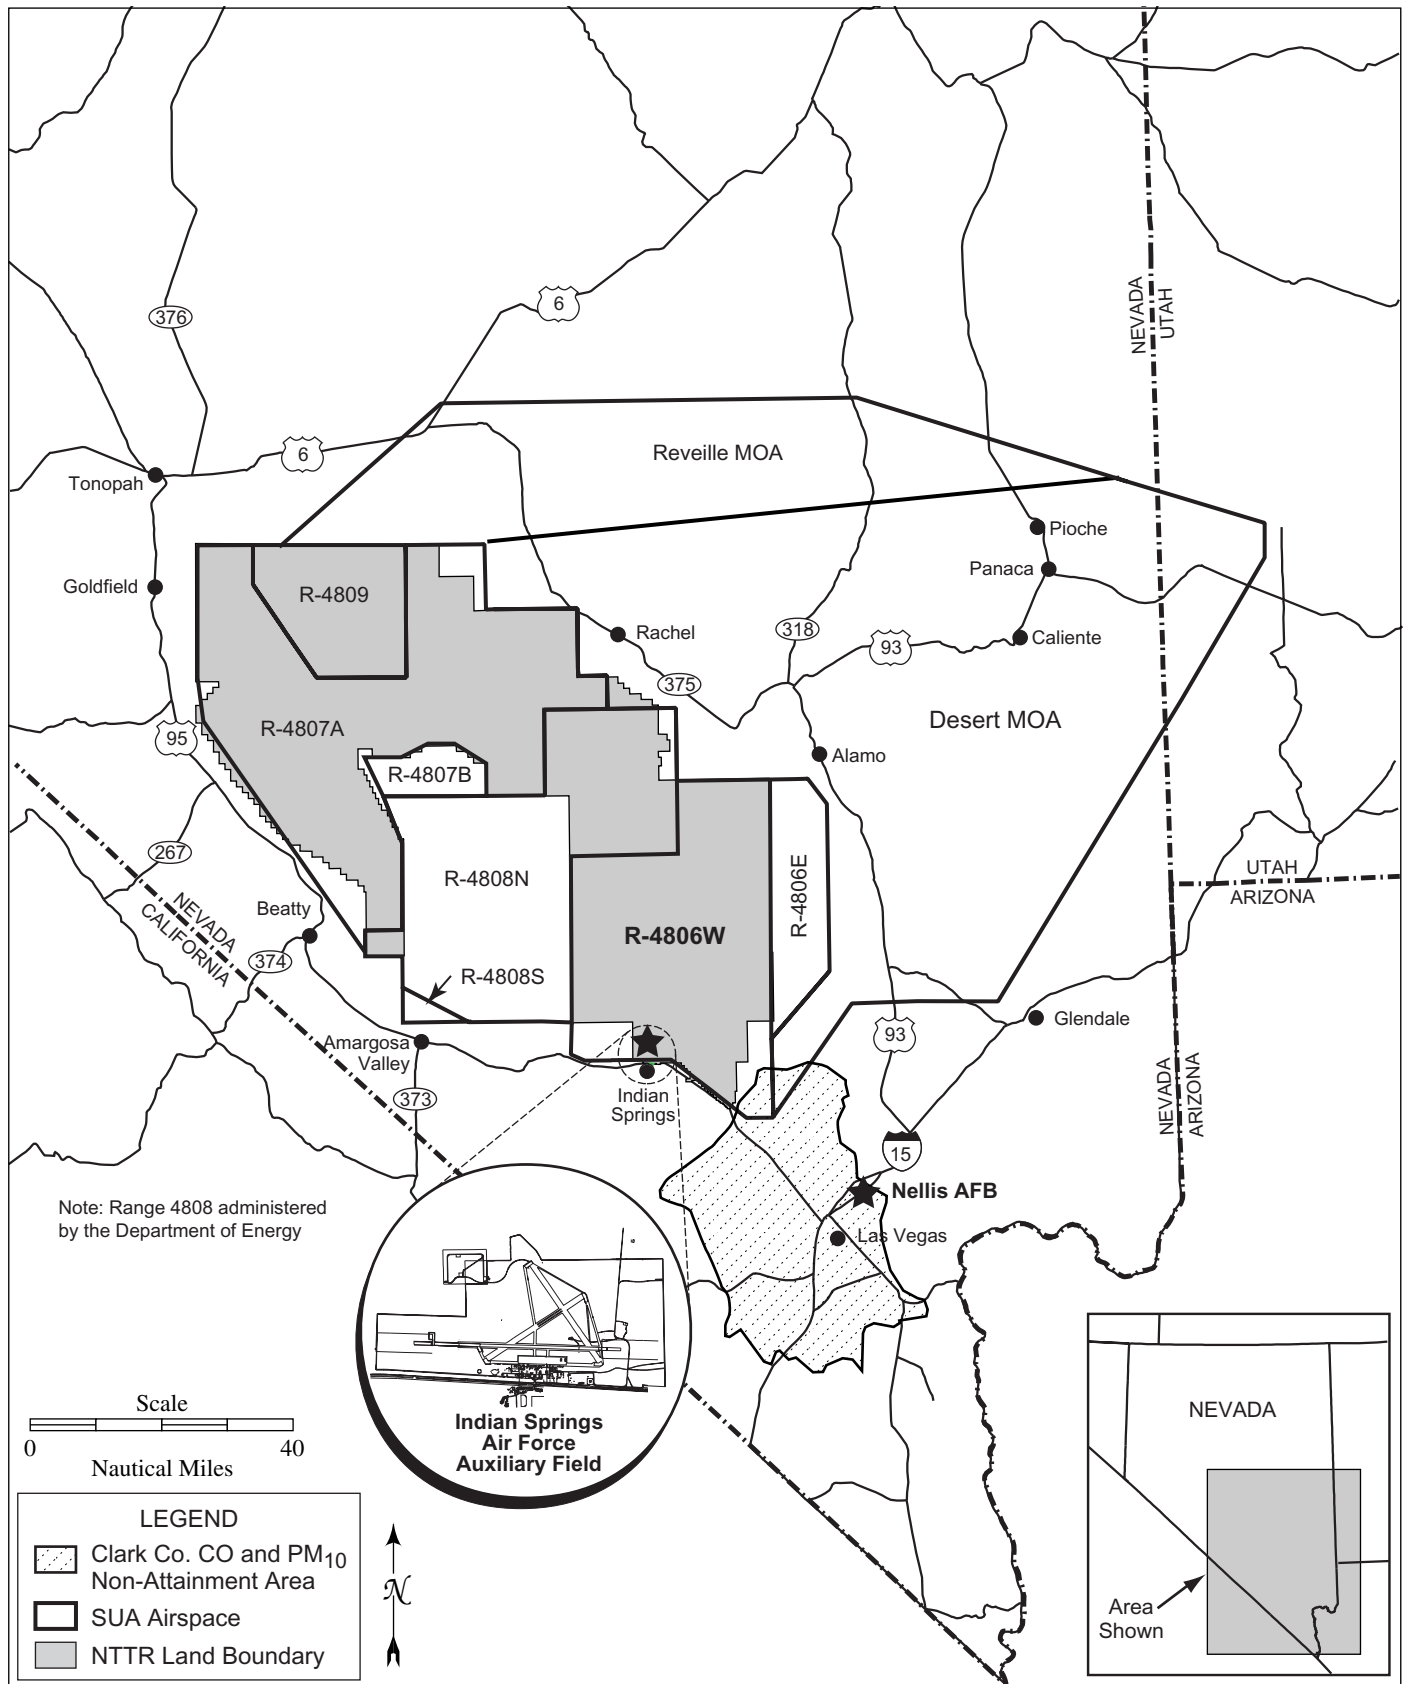 NEVADA
UTAH
376
6
6
Reveille MOA
Tonopah
Pioche
Panaca
Goldfield
R-4809
Rachel
318
93
Caliente
375
Desert MOA
R-4807A
95
Alamo
R-4807B
267
R-4808N
R-4806E
UTAH
ARIZONA
NEVADA
CALIFORNIA
Beatty
R-4806W
374
R-4808S
Glendale
93
Amargosa
Valley
373
Indian
Springs
NEVADA
ARIZONA
15
Nellis AFB
Las Vegas
Note: Range 4808 administered
by the Department of Energy
Indian Springs
Air Force
Auxiliary Field
Scale
0 40
Nautical Miles
LEGEND
Clark Co. CO and PM10
Non-Attainment Area
SUA Airspace
NTTR Land Boundary
N
NEVADA
Area
Shown